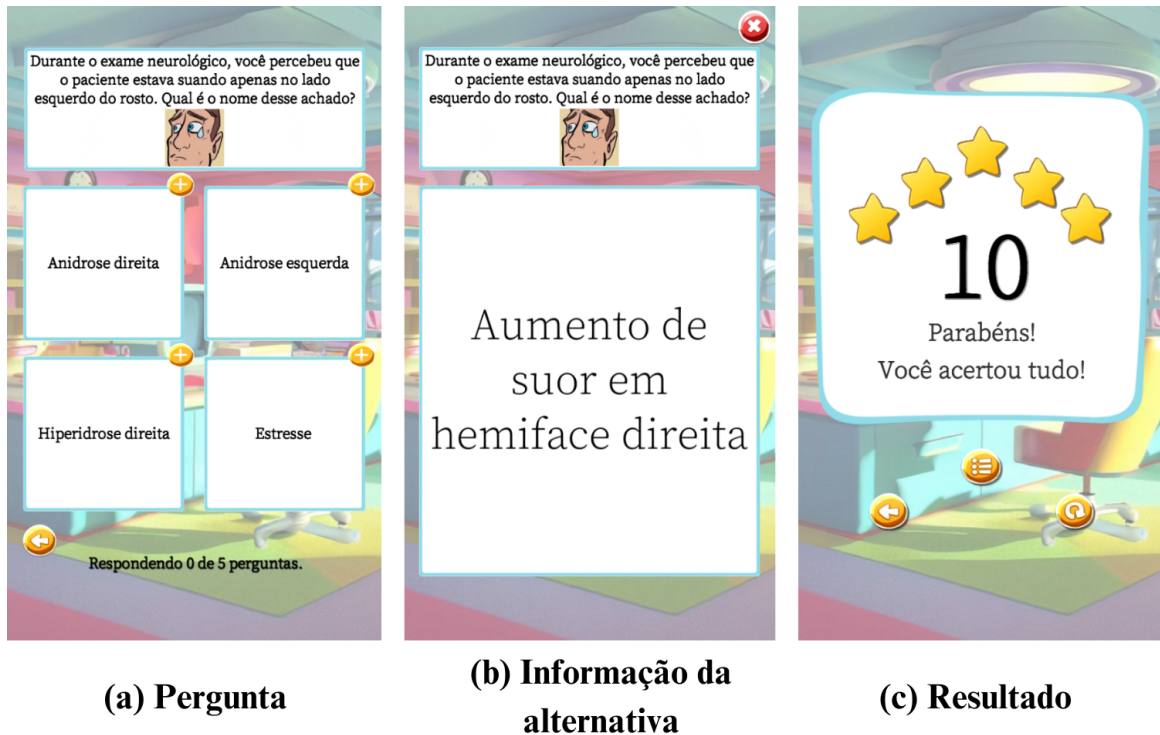 Durante o exame neurológico, você percebeu que
o paciente estava suando apenas no lado
esquerdo do rosto. Qual é o nome desse achado?
Anidrose direita
Anidrose esquerda
Hiperidrose direita
Estresse
Respondendo 0 de 5 perguntas.
(a) Pergunta
Durante o exame neurológico, você percebeu que
o paciente estava suando apenas no lado
esquerdo do rosto. Qual é o nome desse achado?
Aumento de
suor em
hemiface direita
(b) Informação da
alternativa
10
Parabéns!
Você acertou tudo!
(c) Resultado